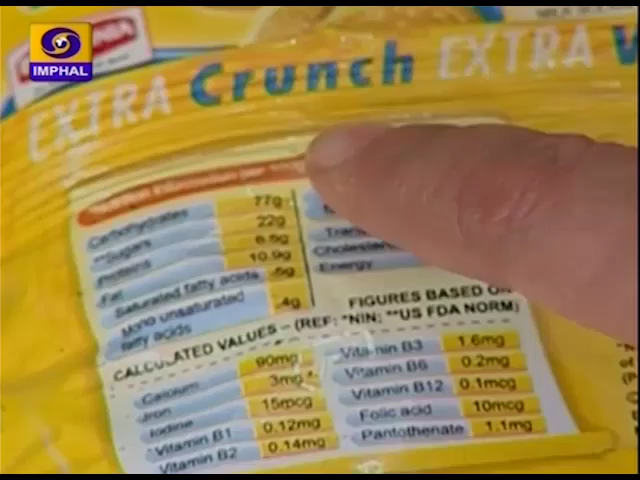 IMPHAL
EXTRA Crunch EXTRA
Carbohydrates 77g
**Sugars 22g
Proteins 6.5g
Fat 10.9g
Saturated fatty acids
Mono unsaturated
fatty acids .4g
Cholesterol
Energy
FIGURES BASED ON
CALCULATED VALUES – (REF; *NIN; **US FDA NORM)
Calcium 90mg
Iron 3mg
Iodine 15mcg
Vitamin B1 0.12mg
Vitamin B2 0.14mg
Vitamin B3 1.6mg
Vitamin B6 0.2mg
Vitamin B12 0.1mcg
Folic acid 10mcg
Pantothenate 1.1mg